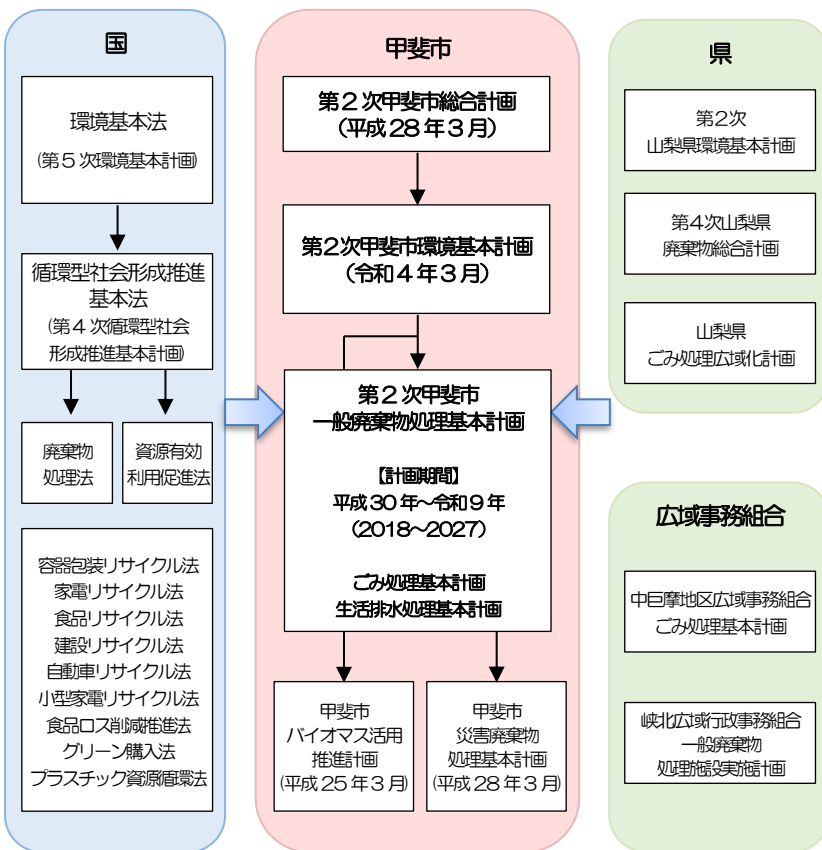 国
環境基本法
(第5次環境基本計画)
循環型社会形成推進
基本法
(第4次循環型社会
形成推進基本計画)
廃棄物
処理法
資源有効
利用促進法
容器包装リサイクル法
家電リサイクル法
食品リサイクル法
建設リサイクル法
自動車リサイクル法
小型家電リサイクル法
食品ロス削減推進法
グリーン購入法
プラスチック資源循環法
甲斐市
第2次甲斐市総合計画
(平成28年3月)
第2次甲斐市環境基本計画
(令和4年3月)
第2次甲斐市
一般廃棄物処理基本計画
【計画期間】
平成30年~令和9年
(2018~2027)
ごみ処理基本計画
生活排水処理基本計画
甲斐市
バイオマス活用
推進計画
(平成25年3月)
甲斐市
災害廃棄物
処理基本計画
(平成28年3月)
県
第2次
山梨県環境基本計画
第4次山梨県
廃棄物総合計画
山梨県
ごみ処理広域化計画
広域事務組合
中巨摩地区広域事務組合
ごみ処理基本計画
峡北広域行政事務組合
一般廃棄物
処理施設実施計画